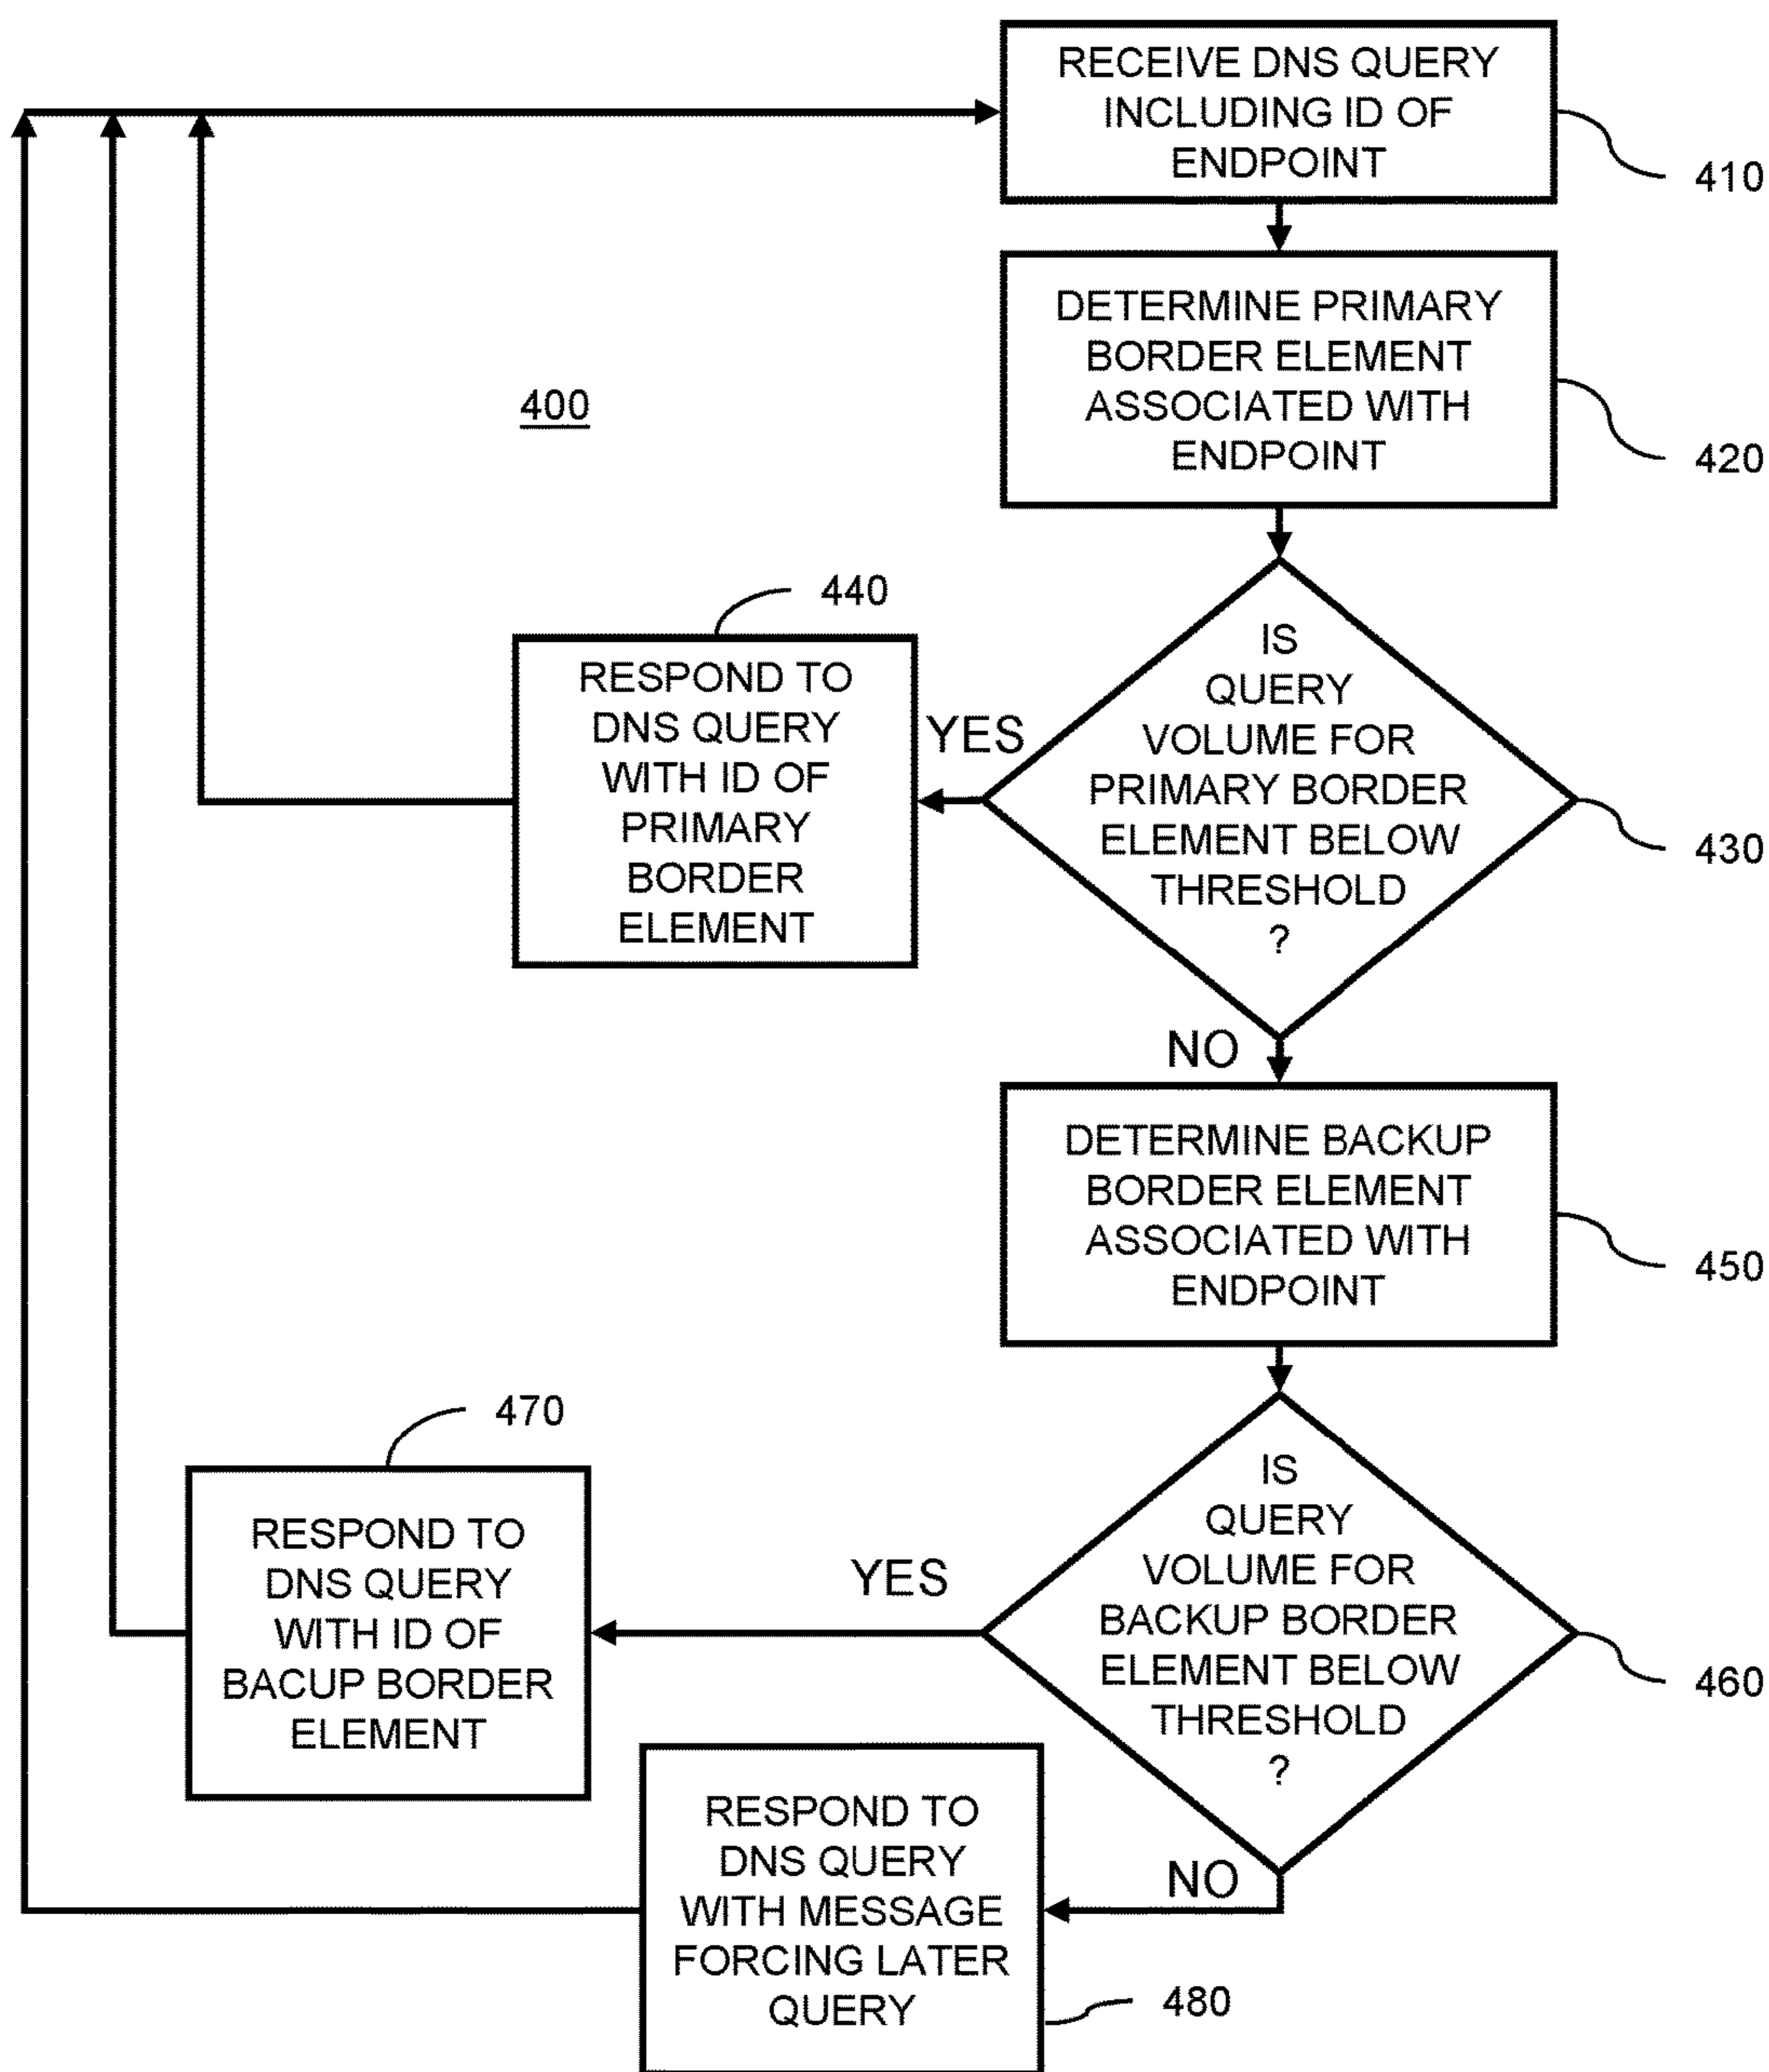 RECEIVE DNS QUERY
INCLUDING ID OF
ENDPOINT
410
DETERMINE PRIMARY
BORDER ELEMENT
ASSOCIATED WITH
ENDPOINT
420
400
440
RESPOND TO
DNS QUERY
WITH ID OF
PRIMARY
BORDER
ELEMENT
YES
IS
QUERY
VOLUME FOR
PRIMARY BORDER
ELEMENT BELOW
THRESHOLD
?
430
NO
DETERMINE BACKUP
BORDER ELEMENT
ASSOCIATED WITH
ENDPOINT
450
470
RESPOND TO
DNS QUERY
WITH ID OF
BACUP BORDER
ELEMENT
YES
IS
QUERY
VOLUME FOR
BACKUP BORDER
ELEMENT BELOW
THRESHOLD
?
460
NO
RESPOND TO
DNS QUERY
WITH MESSAGE
FORCING LATER
QUERY
480